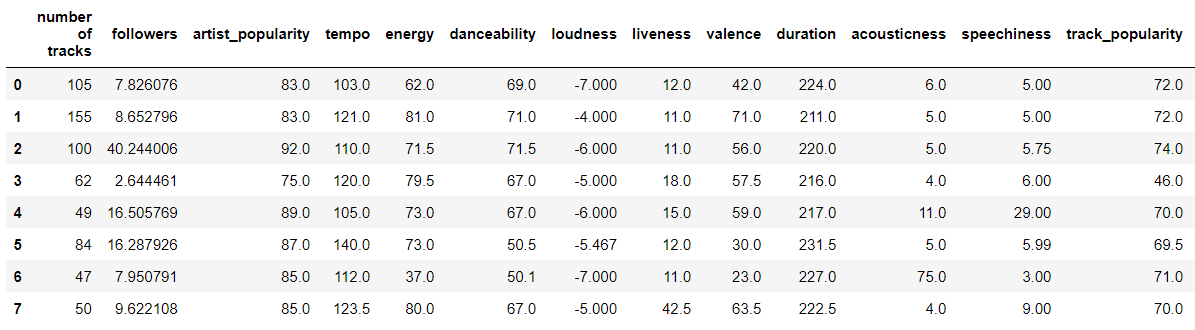 number of tracks followers artist_popularity tempo energy danceability loudness liveness valence duration acousticness speechiness track_popularity
0 105 7.826076 83.0 103.0 62.0 69.0 -7.000 12.0 42.0 224.0 6.0 5.00 72.0
1 155 8.652796 83.0 121.0 81.0 71.0 -4.000 11.0 71.0 211.0 5.0 5.00 72.0
2 100 40.244006 92.0 110.0 71.5 71.5 -6.000 11.0 56.0 220.0 5.0 5.75 74.0
3 62 2.644461 75.0 120.0 79.5 67.0 -5.000 18.0 57.5 216.0 4.0 6.00 46.0
4 49 16.505769 89.0 105.0 73.0 67.0 -6.000 15.0 59.0 217.0 11.0 29.00 70.0
5 84 16.287926 87.0 140.0 73.0 50.5 -5.467 12.0 30.0 231.5 5.0 5.99 69.5
6 47 7.950791 85.0 112.0 37.0 50.1 -7.000 11.0 23.0 227.0 75.0 3.00 71.0
7 50 9.622108 85.0 123.5 80.0 67.0 -5.000 42.5 63.5 222.5 4.0 9.00 70.0